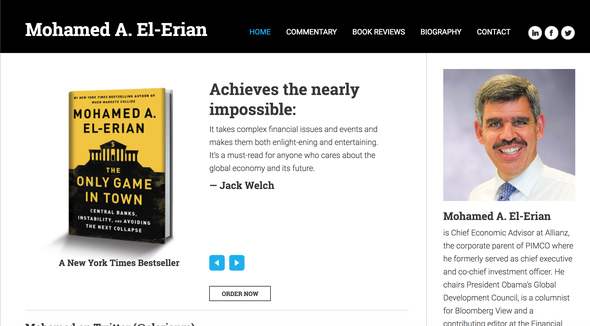 Mohamed A. El-Erian
HOME COMMENTARY BOOK REVIEWS BIOGRAPHY CONTACT
#1 NEW YORK TIMES BESTSELLING AUTHOR OF
WHEN MARKETS COLLIDE
MOHAMED A.
EL-ERIAN
THE
ONLY GAME
IN TOWN
CENTRAL BANKS,
INSTABILITY, AND AVOIDING
THE NEXT COLLAPSE
A New York Times Bestseller
Achieves the nearly
impossible:
It takes complex financial issues and events and
makes them both enlight-ening and entertaining.
It's a must-read for anyone who cares about the
global economy and its future.
— Jack Welch
ORDER NOW
Mohamed A. El-Erian
is Chief Economic Advisor at Allianz,
the corporate parent of PIMCO where
he formerly served as chief executive
and co-chief investment officer. He
chairs President Obama's Global
Development Council, is a columnist
for Bloomberg View and a
contributing editor at the Financial
Mohamed on Twitter (@elerianm)